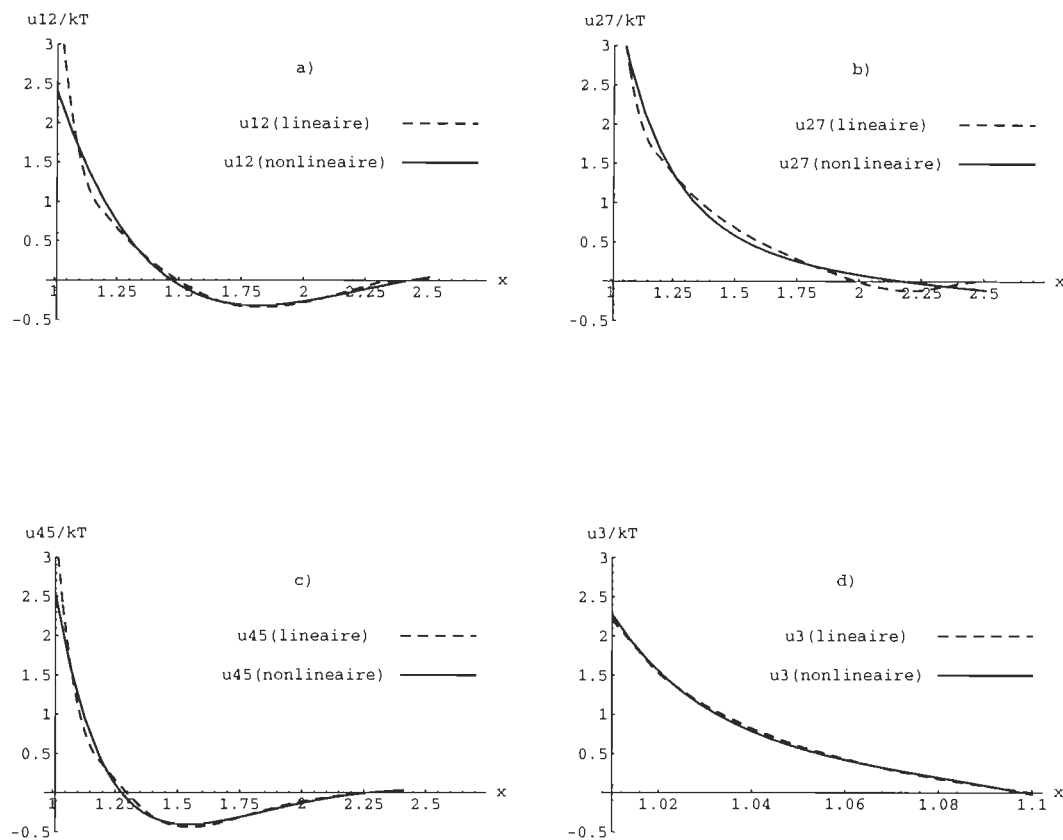 u12/kT
3
a)
2.5
2
u12(lineaire)
u12(nonlineaire)
1.5
1
0.5
1 1.25 1.5 1.75 2 2.25 2.5 x
-0.5
u27/kT
3
b)
2.5
2
u27(lineaire)
u27(nonlineaire)
1.5
1
0.5
1 1.25 1.5 1.75 2 2.25 2.5 x
-0.5
u45/kT
3
c)
2.5
2
u45(lineaire)
u45(nonlineaire)
1.5
1
0.5
1 1.25 1.5 1.75 2 2.25 2.5 x
-0.5
u3/kT
3
d)
2.5
2
u3(lineaire)
u3(nonlineaire)
1.5
1
0.5
1.02 1.04 1.06 1.08 1.1 x
-0.5